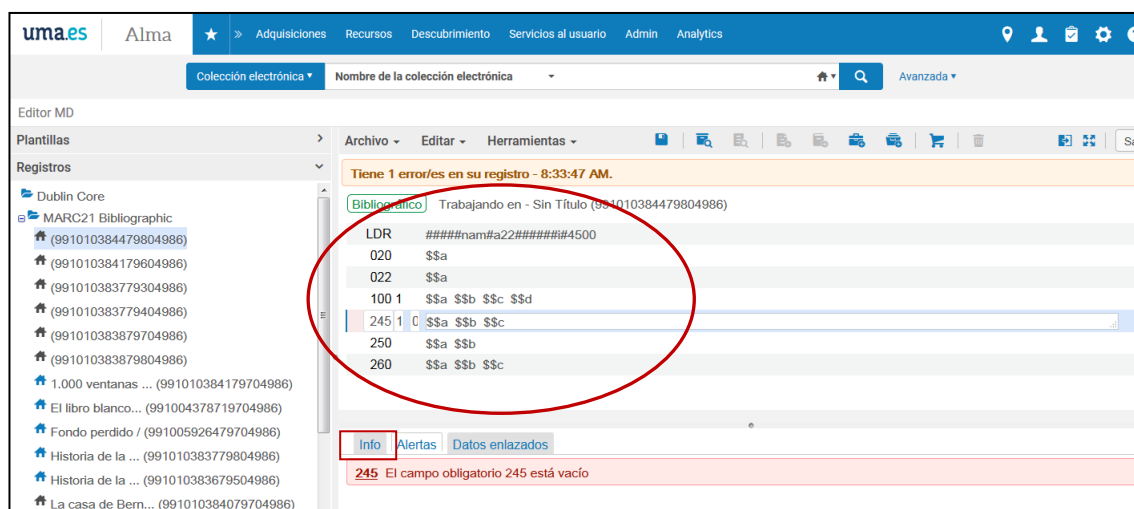 uma.es Alma » Adquisiciones Recursos Descubrimiento Servicios al usuario Admin Analytics
Colección electrónica Nombre de la colección electrónica Avanzada
Editor MD
Plantillas
Registros
Dublin Core
MARC21 Bibliographic
(991010384479804986)
(991010384179604986)
(991010383779304986)
(991010383779404986)
(991010383879704986)
(991010383879804986)
1.000 ventanas ... (991010384179704986)
El libro blanco... (991004378719704986)
Fondo perdido / (991005926479704986)
Historia de la ... (991010383779804986)
Historia de la ... (991010383679504986)
La casa de Bern... (991010384079704986)
Archivo Editar Herramientas
Tiene 1 error/es en su registro - 8:33:47 AM.
Bibliográfico Trabajando en - Sin Título (991010384479804986)
LDR #####nam#a22######i#4500
020 $$a
022 $$a
100 1 $$a $$b $$c $$d
245 1 0 $$a $$b $$c
250 $$a $$b
260 $$a $$b $$c
Info Alertas Datos enlazados
245 El campo obligatorio 245 está vacío